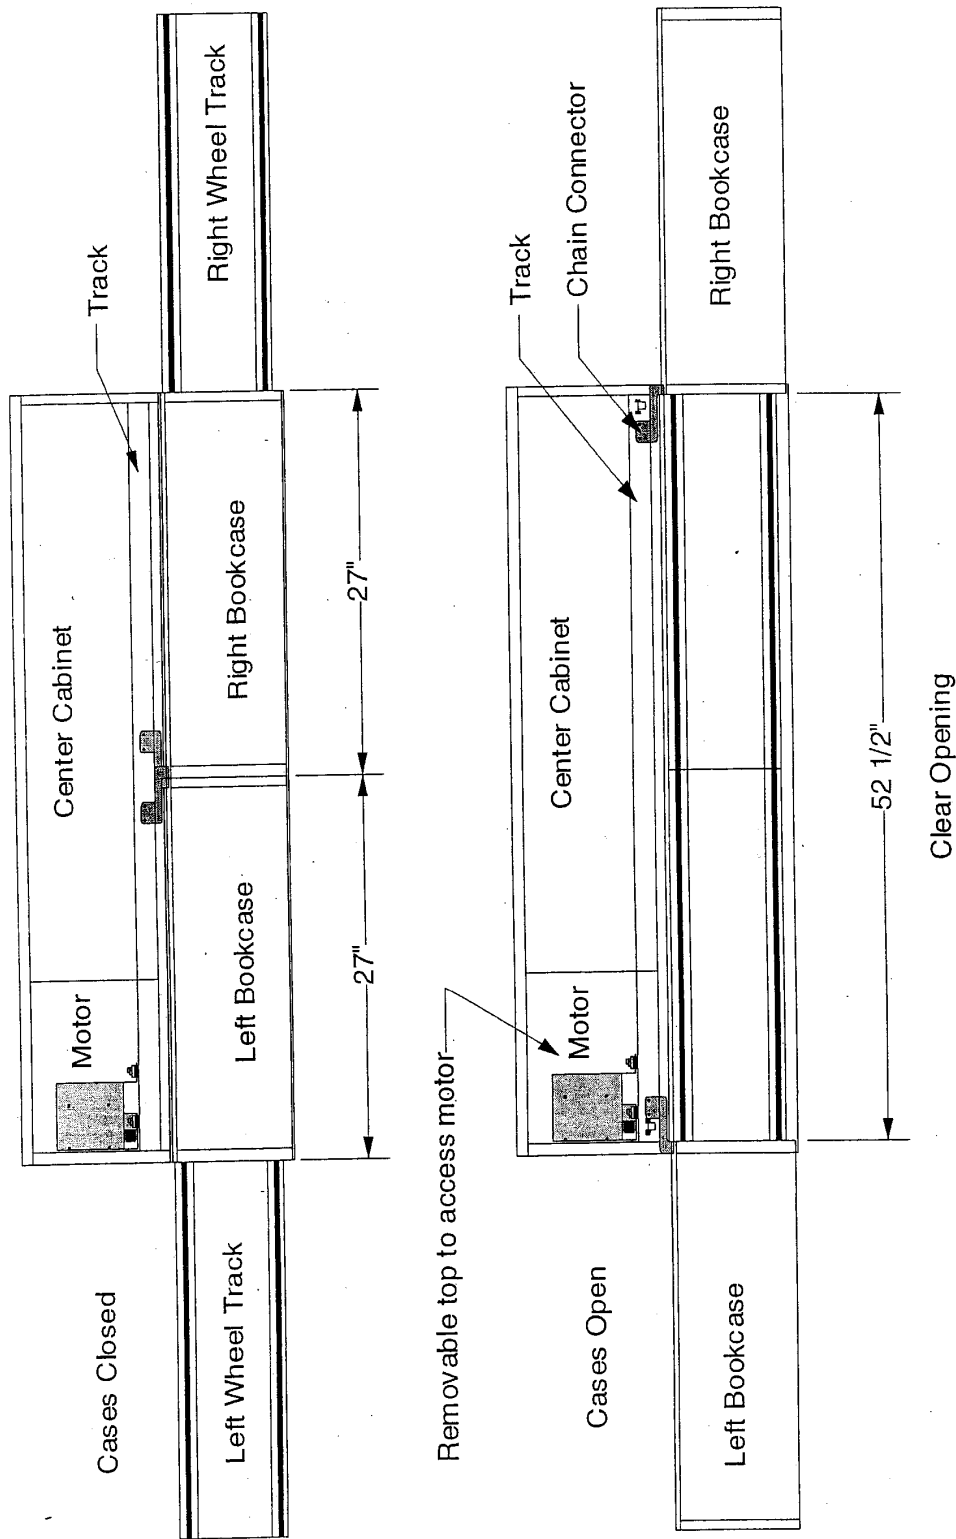 Cases Closed
Center Cabinet
Motor
Track
Left Wheel Track
Left Bookcase
Right Bookcase
Right Wheel Track
27"
27"
Removable top to access motor
Cases Open
Center Cabinet
Motor
Track
Chain Connector
Left Bookcase
Right Bookcase
52 1/2"
Clear Opening